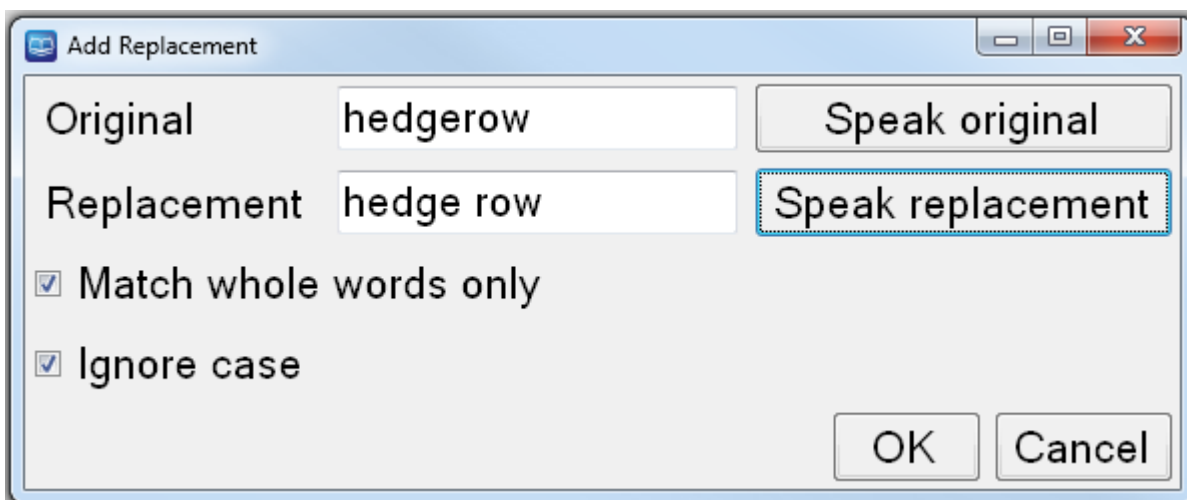 Add Replacement
Original hedgerow Speak original
Replacement hedge row Speak replacement
Match whole words only
Ignore case
OK Cancel